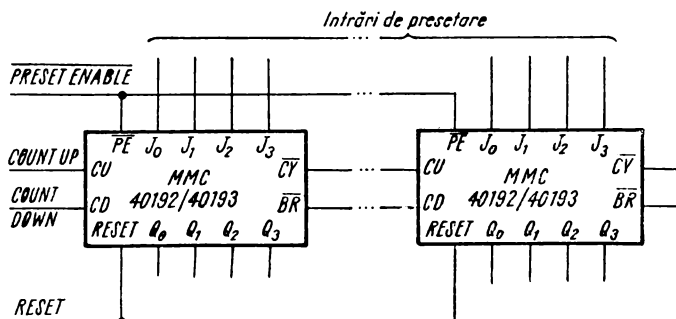 Intrări de presetare
PRESET ENABLE
PE J0 J1 J2 J3
COUNT UP
CU
CY
MMC
40192/40193
COUNT
DOWN
CD
BR
RESET Q0 Q1 Q2 Q3
RESET
...
PE J0 J1 J2 J3
CU
CY
MMC
40192/40193
CD
BR
RESET Q0 Q1 Q2 Q3